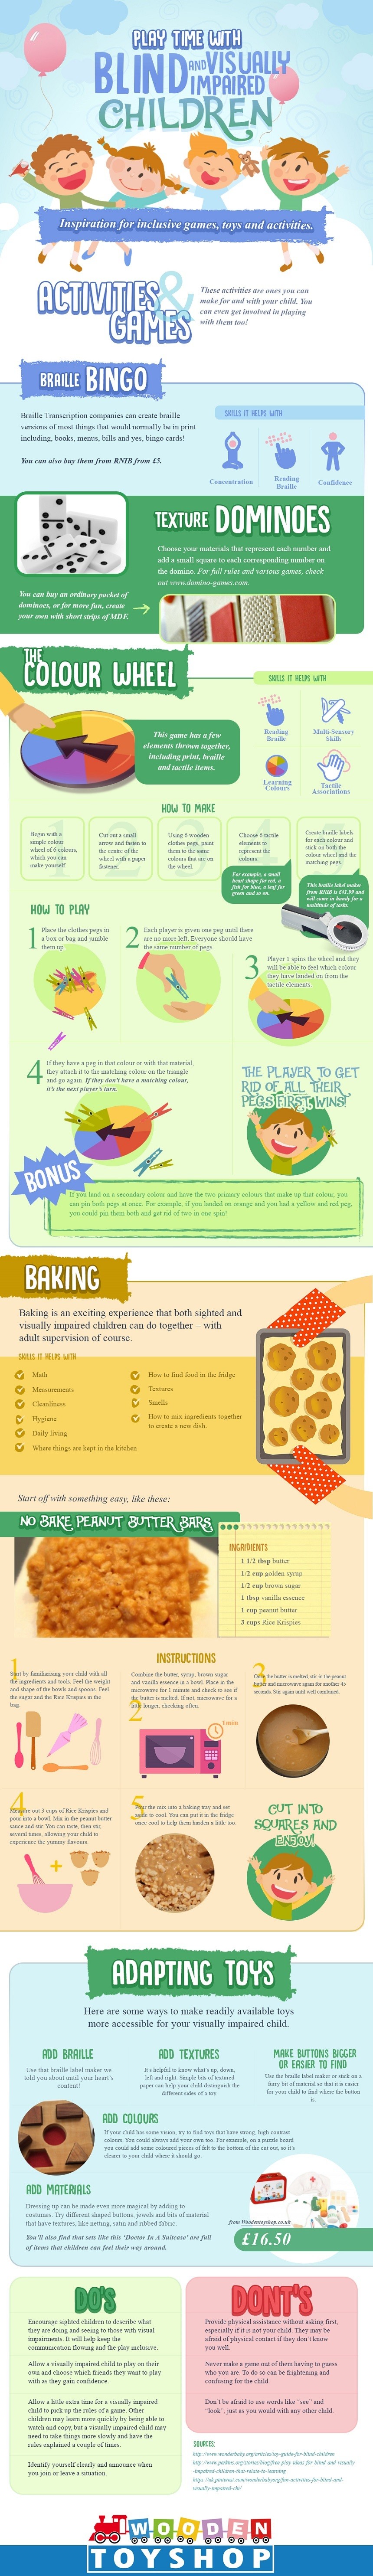 PLAY TIME WITH
BLIND AND VISUALLY
IMPAIRED
CHILDREN
Inspiration for inclusive games, toys and activities.
ACTIVITIES &
GAMES
These activities are ones you can
make for and with your child. You
can even get involved in playing
with them too!
BRAILLE BINGO
Braille Transcription companies can create braille
versions of most things that would normally be in print
including, books, menus, bills and yes, bingo cards!
You can also buy them from RNIB from £5.
SKILLS IT HELPS WITH
Concentration
Reading
Braille
Confidence
TEXTURE DOMINOES
Choose your materials that represent each number and
add a small square to each corresponding number on
the domino. For full rules and various games, check
out www.domino-games.com.
You can buy an ordinary packet of
dominoes, or for more fun, create
your own with short strips of MDF.
THE
COLOUR WHEEL
This game has a few
elements thrown together,
including print, braille
and tactile items.
SKILLS IT HELPS WITH
Reading
Braille
Multi-Sensory
Skills
Learning
Colours
Tactile
Associations
HOW TO MAKE
Begin with a
simple colour
wheel of 6 colours,
which you can
make yourself.
Cut out a small
arrow and fasten to
the centre of the
wheel with a paper
fastener.
Using 6 wooden
clothes pegs, paint
them to the same
colours that are on
the wheel.
Choose 6 tactile
elements to
represent the
colours.
For example, a small
heart shape for red, a
fish for blue, a leaf for
green and so on.
Create braille labels
for each colour and
stick on both the
colour wheel and the
matching pegs.
This braille label maker
from RNIB is £41.99 and
will come in handy for a
multitude of tasks.
HOW TO PLAY
1 Place the clothes pegs in
a box or bag and jumble
them up
2 Each player is given one peg until there
are no more left. Everyone should have
the same number of pegs.
3 Player 1 spins the wheel and they
will be able to feel which colour
they have landed on from the
tactile elements.
4 If they have a peg in that colour or with that material,
they attach it to the matching colour on the triangle
and go again. If they don't have a matching colour,
it's the next player's turn.
THE PLAYER TO GET
RID OF ALL THEIR
PEGS FIRST, WINS!
BONUS
If you land on a secondary colour and have the two primary colours that make up that colour, you
can pin both pegs at once. For example, if you landed on orange and you had a yellow and red peg,
you could pin them both and get rid of two in one spin!
BAKING
Baking is an exciting experience that both sighted and
visually impaired children can do together – with
adult supervision of course.
SKILLS IT HELPS WITH
Math
Measurements
Cleanliness
Hygiene
Daily living
Where things are kept in the kitchen
How to find food in the fridge
Textures
Smells
How to mix ingredients together
to create a new dish.
Start off with something easy, like these:
NO BAKE PEANUT BUTTER BARS
INGRIDIENTS
1 1/2 tbsp butter
1/2 cup golden syrup
1/2 cup brown sugar
1 tbsp vanilla essence
1 cup peanut butter
3 cups Rice Krispies
INSTRUCTIONS
1
Start by familiarising your child with all
the ingredients and tools. Feel the weight
and shape of the bowls and spoons. Feel
the sugar and the Rice Krispies in the
bag.
2
Combine the butter, syrup, brown sugar
and vanilla essence in a bowl. Place in the
microwave for 1 minute and check to see if
the butter is melted. If not, microwave for a
little longer, checking often.
1min
3
Once the butter is melted, stir in the peanut
butter and microwave again for another 45
seconds. Stir again until well combined.
4
Measure out 3 cups of Rice Krispies and
pour into a bowl. Mix in the peanut butter
sauce and stir. You can taste; then stir,
several times, allowing your child to
experience the yummy flavours.
5
Pour the mix into a baking tray and set
aside to cool. You can put it in the fridge
once cool to help them harden a little too.
CUT INTO
SQUARES AND
ENJOY!
ADAPTING TOYS
Here are some ways to make readily available toys
more accessible for your visually impaired child.
ADD BRAILLE
Use that braille label maker we
told you about until your heart's
content!
ADD TEXTURES
It's helpful to know what's up, down,
left and right. Simple bits of textured
paper can help your child distinguish the
different sides of a toy.
MAKE BUTTONS BIGGER
OR EASIER TO FIND
Use the braille label maker or stick on a
furry bit of material so that it is easier
for your child to find where the button
is.
ADD COLOURS
If your child has some vision, try to find toys that have strong, high contrast
colours. You could always add your own too. For example, on a puzzle board
you could add some coloured pieces of felt to the bottom of the cut out, so it's
clearer to your child where it should go.
ADD MATERIALS
Dressing up can be made even more magical by adding to
costumes. Try different shaped buttons, jewels and bits of material
that have textures, like netting, satin and ribbed fabric.
You'll also find that sets like this 'Doctor In A Suitcase' are full
of items that children can feel their way around.
from Woodentoyshop.co.uk
£16.50
DO'S
Encourage sighted children to describe what
they are doing and seeing to those with visual
impairments. It will help keep the
communication flowing and the play inclusive.
Allow a visually impaired child to play on their
own and choose which friends they want to play
with as they gain confidence.
Allow a little extra time for a visually impaired
child to pick up the rules of a game. Other
children may learn more quickly by being able to
watch and copy, but a visually impaired child may
need to take things more slowly and have the
rules explained a couple of times.
Identify yourself clearly and announce when
you join or leave a situation.
DONT'S
Provide physical assistance without asking first,
especially if it is not your child. They may be
afraid of physical contact if they don't know
you well.
Never make a game out of them having to guess
who you are. To do so can be frightening and
confusing for the child.
Don't be afraid to use words like "see" and
"look", just as you would with any other child.
SOURCES:
http://www.wonderbaby.org/articles/toy-guide-for-blind-children
http://www.perkins.org/stories/blog/five-play-ideas-for-blind-and-visually
-impaired-children-that-relate-to-learning
https://uk.pinterest.com/wonderbabyorg/fun-activities-for-blind-and-
visually-impaired-chi/
WOODEN
TOYSHOP